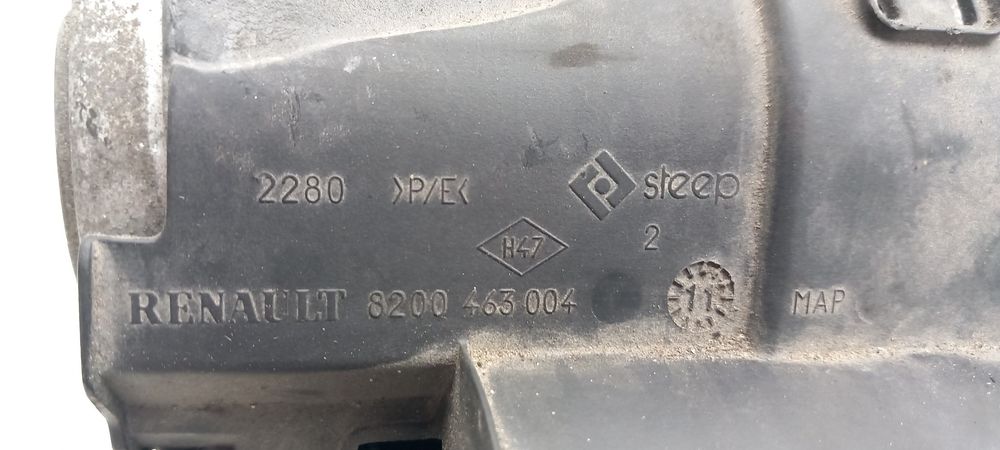 2280 >P/E< steep
H47 2
RENAULT 8200 463 004 11 MAP